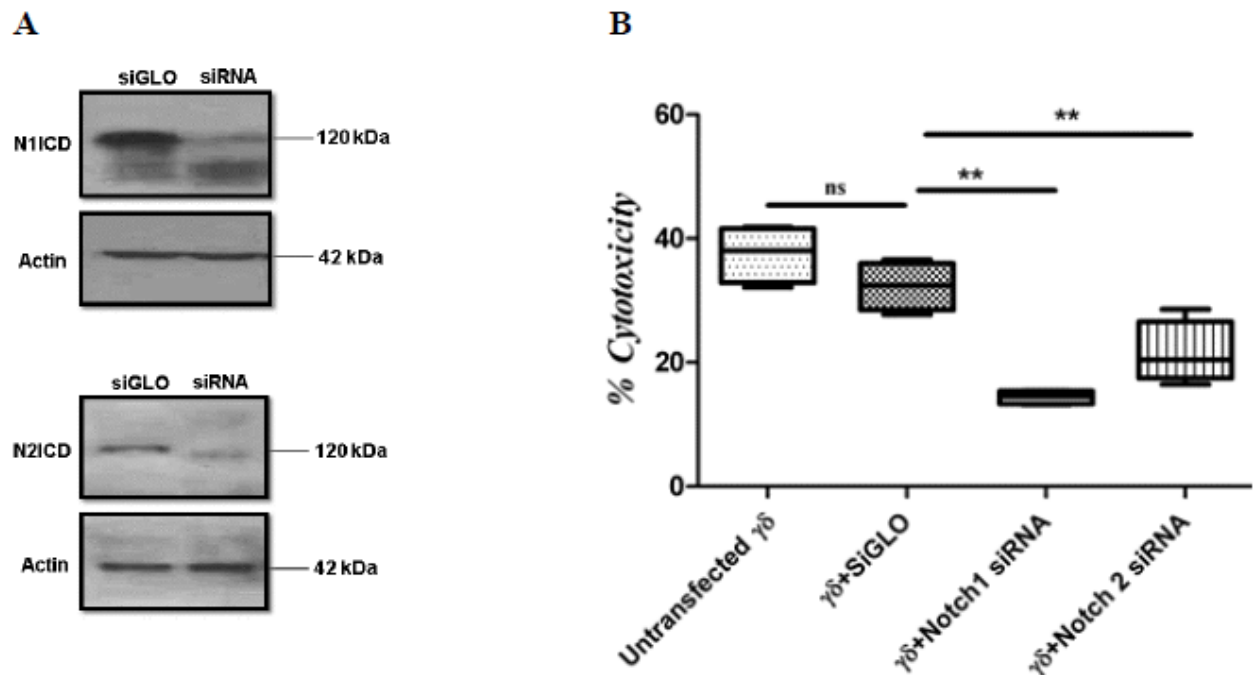 A
siGLO siRNA
N1ICD
120 kDa
Actin
42 kDa
siGLO siRNA
N2ICD
120 kDa
Actin
42 kDa
B
% Cytotoxicity
60
40
20
0
ns
**
**
Untransfected γδ
γδ+SiGLO
γδ+Notch1 siRNA
γδ+Notch 2 siRNA